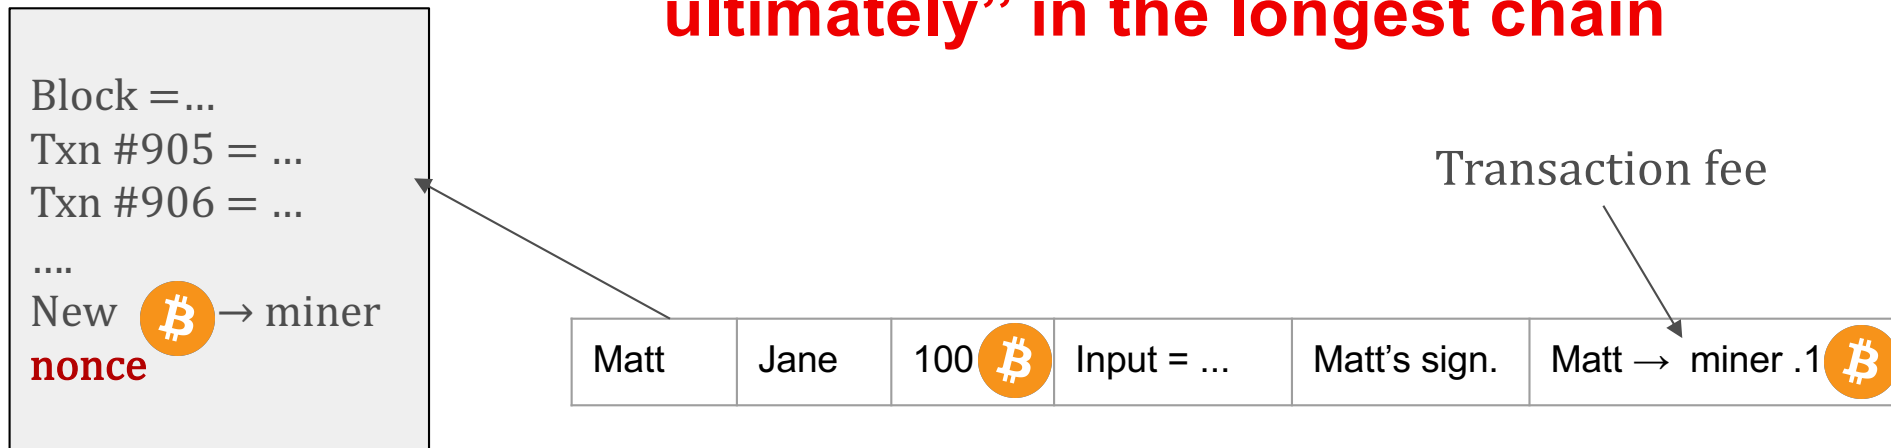 ultimately” in the longest chain
Block =...
Txn #905 = ...
Txn #906 = ...
....
New ₿ → miner
nonce
Transaction fee
Matt Jane 100 ₿ Input = ... Matt’s sign. Matt → miner .1 ₿